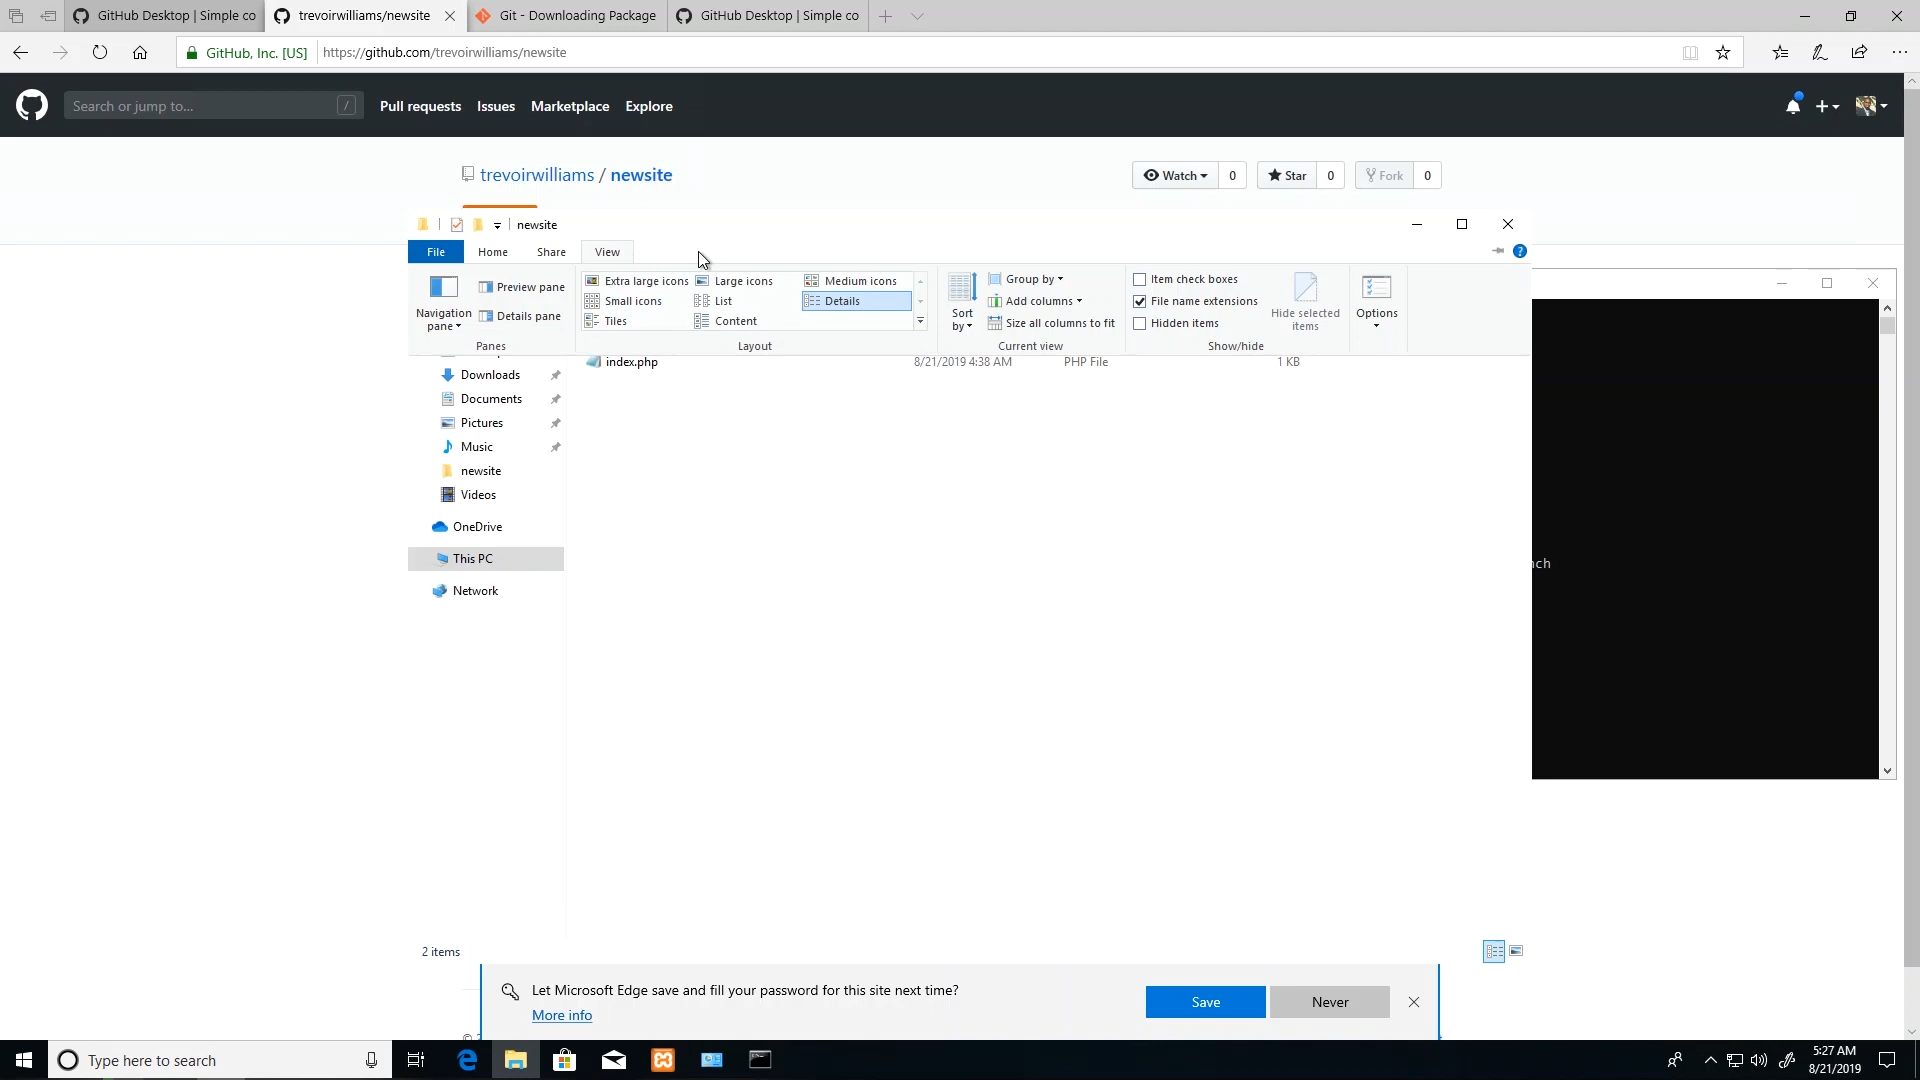 GitHub Desktop | Simple co
trevoirwilliams/newsite
Git - Downloading Package
GitHub Desktop | Simple co
GitHub, Inc. [US]
https://github.com/trevoirwilliams/newsite
Search or jump to...
/
Pull requests
Issues
Marketplace
Explore
trevoirwilliams / newsite
Watch
0
Star
0
Fork
0
newsite
File
Home
Share
View
?
Navigation pane
Preview pane
Details pane
Panes
Extra large icons
Large icons
Medium icons
Small icons
List
Details
Tiles
Content
Layout
Sort by
Group by
Add columns
Size all columns to fit
Current view
Item check boxes
File name extensions
Hidden items
Hide selected items
Show/hide
Options
index.php
8/21/2019 4:38 AM
PHP File
1 KB
Downloads
Documents
Pictures
Music
newsite
Videos
OneDrive
This PC
Network
2 items
Let Microsoft Edge save and fill your password for this site next time?
More info
Save
Never
Type here to search
5:27 AM
8/21/2019